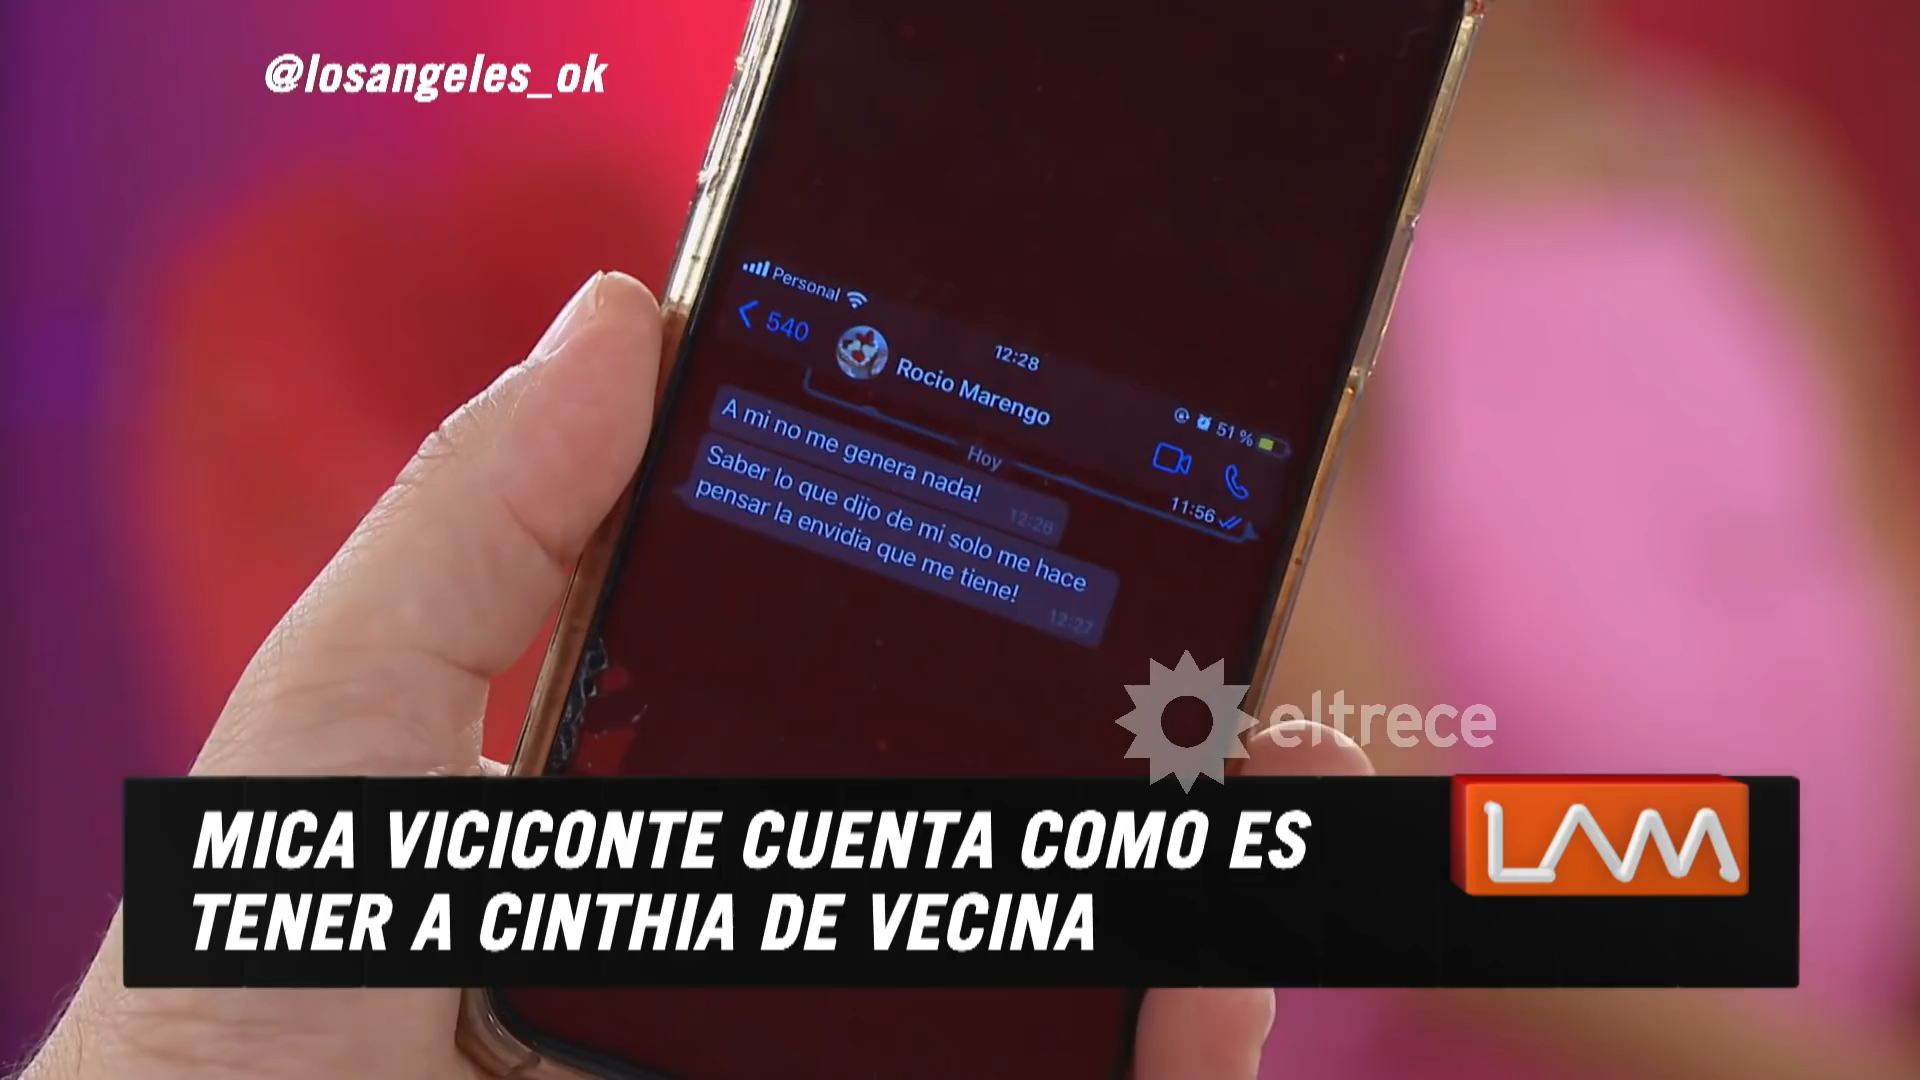 @losangeles_ok
Personal
12:28
51 %
540
Rocio Marengo
Hoy
11:56
A mi no me genera nada!
12:26
Saber lo que dijo de mi solo me hace
pensar la envidia que me tiene!
12:27
eltrece
MICA VICICONTE CUENTA COMO ES
TENER A CINTHIA DE VECINA
LAM